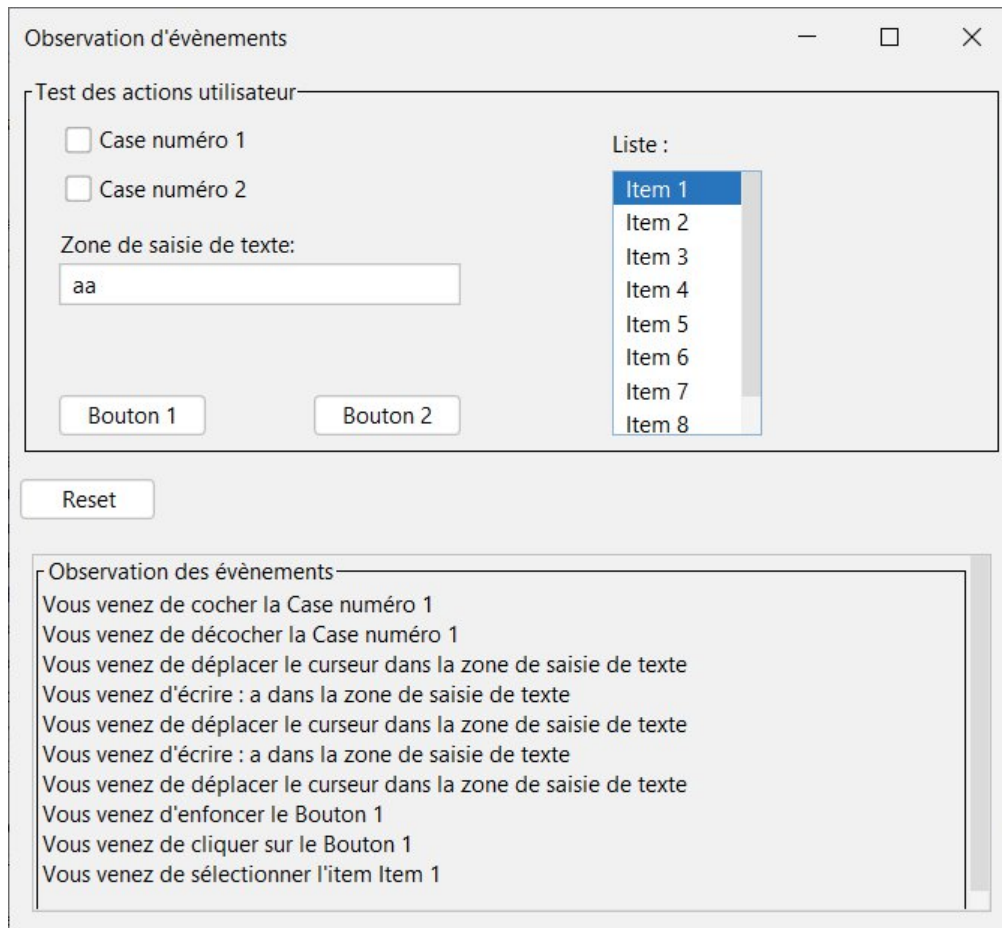 Observation d'évènements
Test des actions utilisateur
Case numéro 1
Case numéro 2
Zone de saisie de texte:
aa
Bouton 1
Bouton 2
Liste :
Item 1
Item 2
Item 3
Item 4
Item 5
Item 6
Item 7
Item 8
Reset
Observation des évènements
Vous venez de cocher la Case numéro 1
Vous venez de décocher la Case numéro 1
Vous venez de déplacer le curseur dans la zone de saisie de texte
Vous venez d'écrire : a dans la zone de saisie de texte
Vous venez de déplacer le curseur dans la zone de saisie de texte
Vous venez d'écrire : a dans la zone de saisie de texte
Vous venez de déplacer le curseur dans la zone de saisie de texte
Vous venez d'enfoncer le Bouton 1
Vous venez de cliquer sur le Bouton 1
Vous venez de sélectionner l'item Item 1